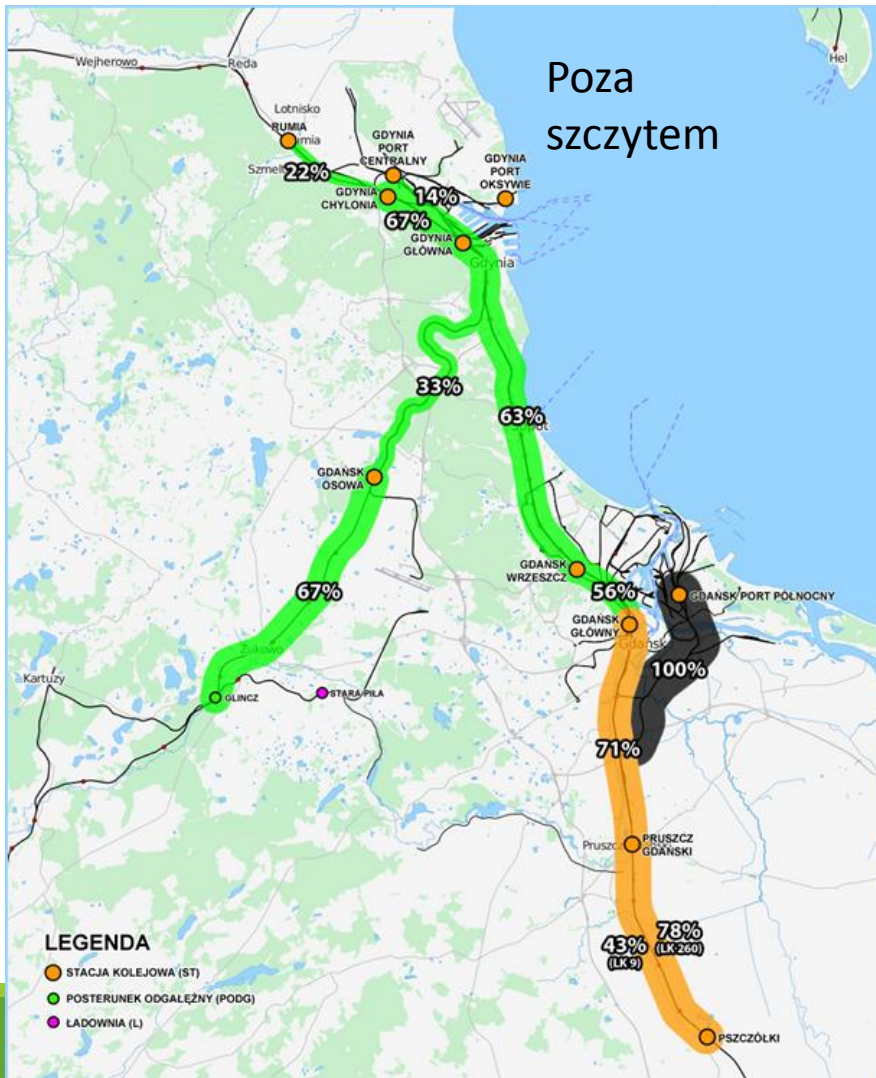 Poza
szczytem
Hel
Wejherowo
Reda
Lotnisko
RUMIA
GDYNIA
PORT
CENTRALNY
GDYNIA
PORT
OKSYWIE
22%
GDYNIA
CHYLONIA
14%
67%
GDYNIA
GŁÓWNA
Gdynia
33%
63%
GDAŃSK
OSOWA
GDAŃSK
WRZESZCZ
56%
GDAŃSK PORT PÓŁNOCNY
GDAŃSK
GŁÓWNY
Gdańsk
67%
Żukowo
100%
Kartuzy
GLINCZ
STARA PIŁA
71%
PRUSZCZ
GDAŃSKI
43%
(LK 9)
78%
(LK 260)
PSZCZÓŁKI
LEGENDA
STACJA KOLEJOWA (ST)
POSTERUNEK ODGAŁĘŹNY (PODG)
ŁADOWNIA (L)